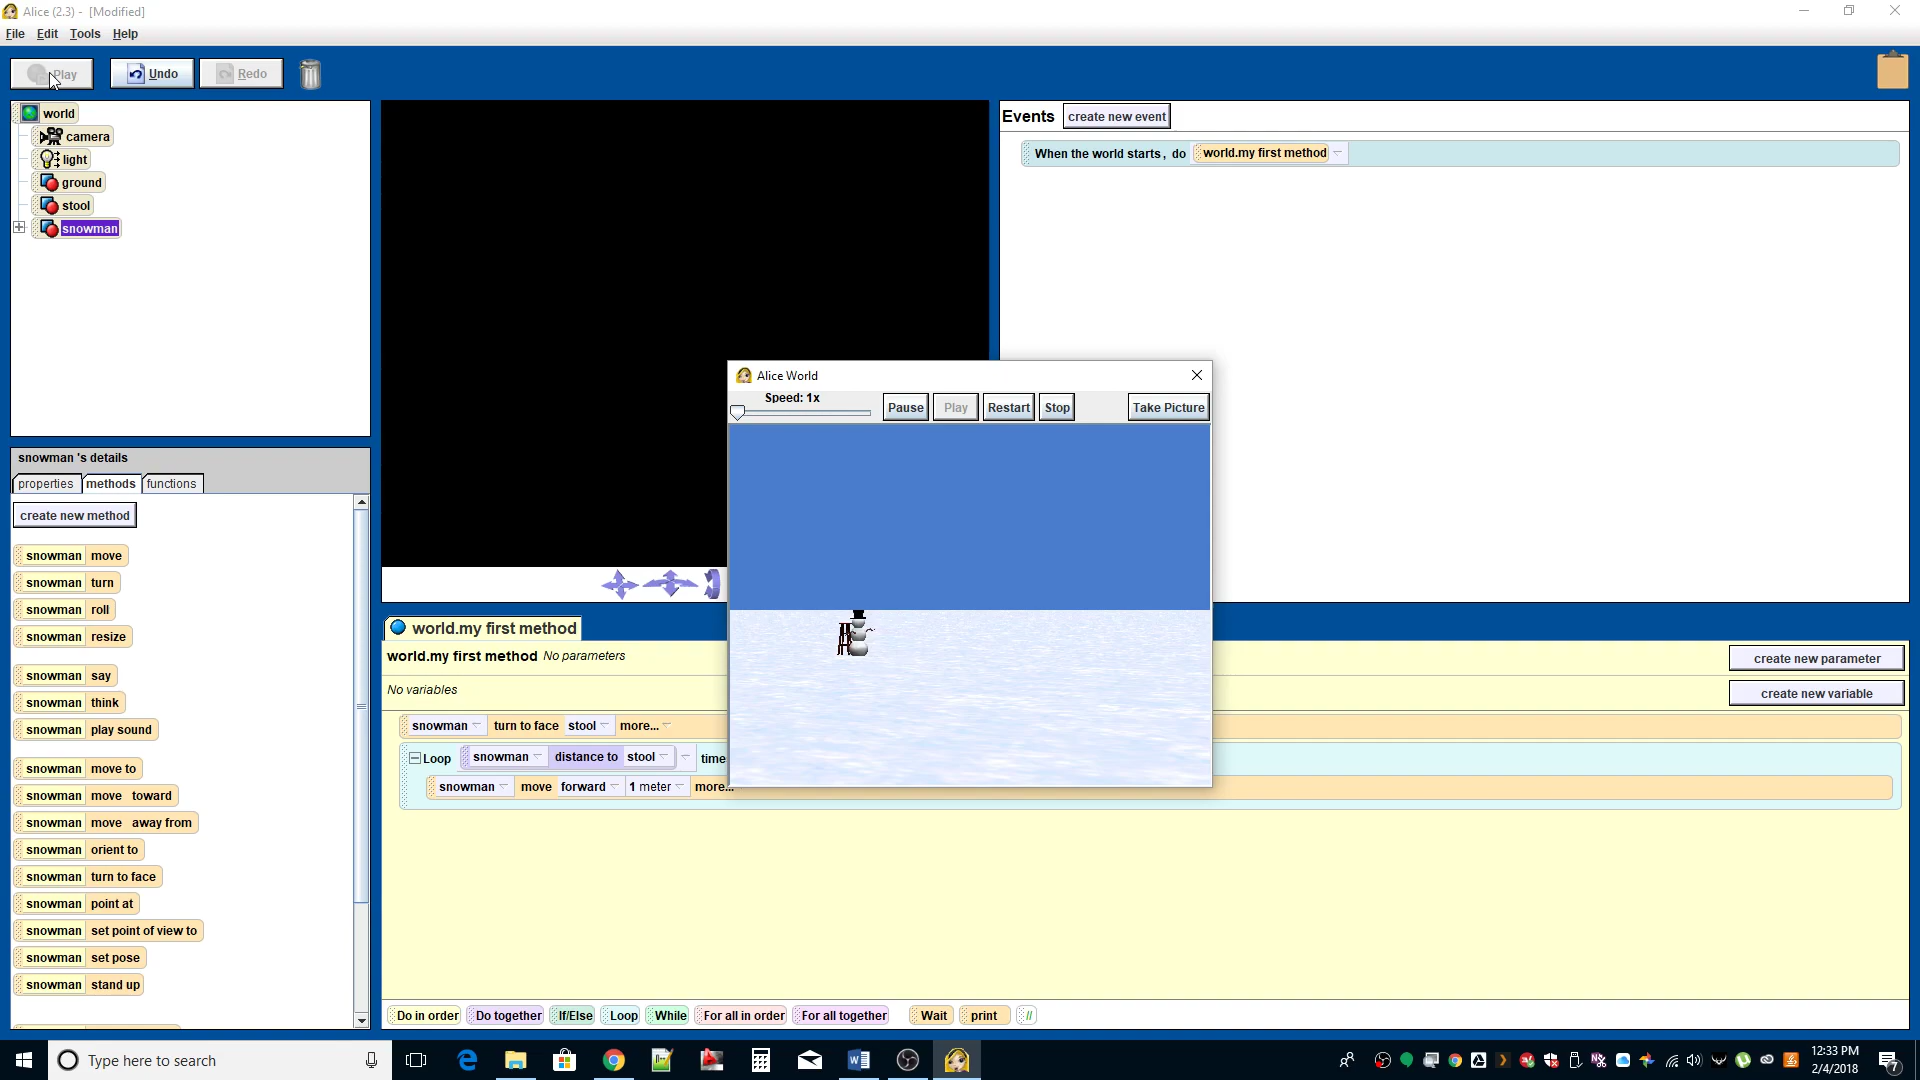 Alice (2.3) - [Modified]
File Edit Tools Help
Play Undo Redo
world
camera
light
ground
stool
snowman
Events create new event
When the world starts, do world.my first method
Alice World
Speed: 1x
Pause Play Restart Stop Take Picture
snowman 's details
properties methods functions
create new method
snowman move
snowman turn
snowman roll
snowman resize
snowman say
snowman think
snowman play sound
snowman move to
snowman move toward
snowman move away from
snowman orient to
snowman turn to face
snowman point at
snowman set point of view to
snowman set pose
snowman stand up
world.my first method
world.my first method No parameters
create new parameter
No variables
create new variable
snowman turn to face stool more...
Loop snowman distance to stool time
snowman move forward 1 meter more...
Do in order Do together If/Else Loop While For all in order For all together Wait print //
Type here to search
12:33 PM
2/4/2018
7